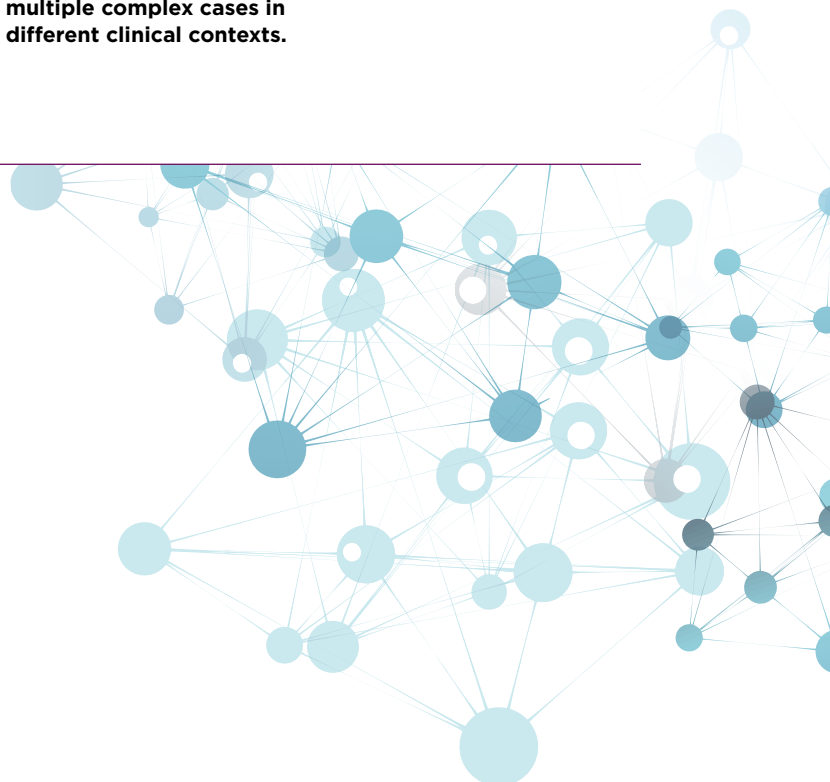 multiple complex cases in
different clinical contexts.